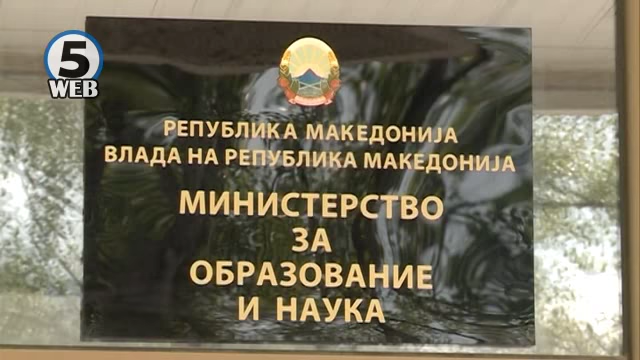 5
WEB
РЕПУБЛИКА МАКЕДОНИЈА
ВЛАДА НА РЕПУБЛИКА МАКЕДОНИЈА
МИНИСТЕРСТВО
ЗА
ОБРАЗОВАНИЕ
И НАУКА